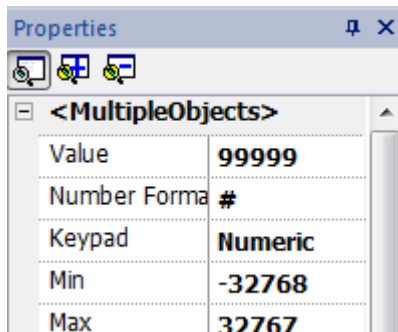 Properties
<MultipleObjects>
Value 99999
Number Forma #
Keypad Numeric
Min -32768
Max 32767